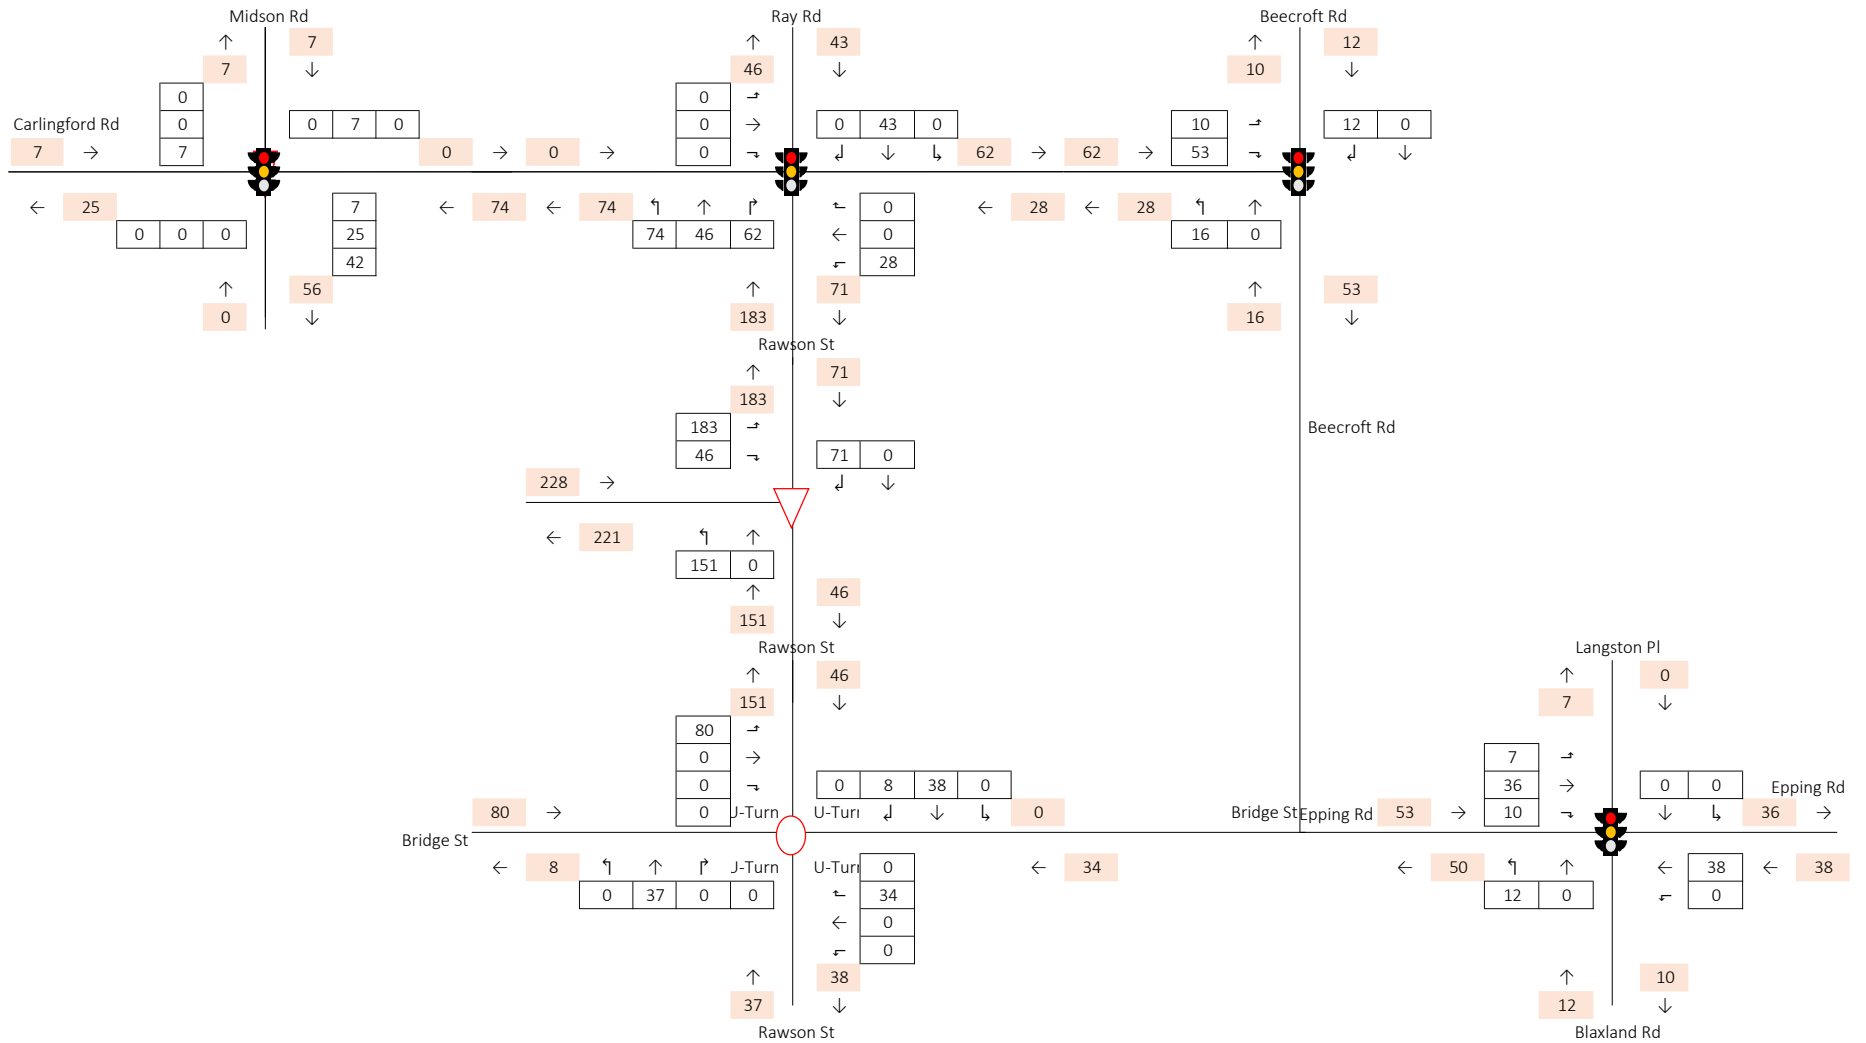 Midson Rd Ray Rd Beecroft Rd
↑ 7 ↑ 43 ↑ 12
7 ↓ 46 ↓ 10 ↓
0 0
Carlingford Rd 0 0 7 0 0 → 0 43 0 10 12 0
7 → 7 0 → 0 → 0 62 → 62 → 53 ↓
← 25 7 ← 74 ← 74 ↑ 0 ← 28 ← 28 ↑
0 0 0 25 74 46 62 ← 0 16 0
42 28
↑ 56 ↑ 71 ↑ 53
0 ↓ 183 ↓ 16 ↓
Rawson St
↑ 71
183 ↓
183 Beecroft Rd
46 71 0
228 → ↓
← 221 ↑
151 0
↑ 46
151 ↓
Rawson St Langston Pl
↑ 46 ↑ 0
151 ↓ 7 ↓
80
0 → 7
0 0 8 38 0 36 → 0 0 Epping Rd
80 → 0 U-Turn U-Turn ↓ 0 Bridge St Epping Rd 53 → 10 ↓ 36 →
Bridge St
← 8 ↑ U-Turn U-Turn 0 ← 34 ← 50 ↑ ← 38 ← 38
0 37 0 0 34 12 0 0
← 0
0
↑ 38 ↑ 10
37 ↓ 12 ↓
Rawson St Blaxland Rd